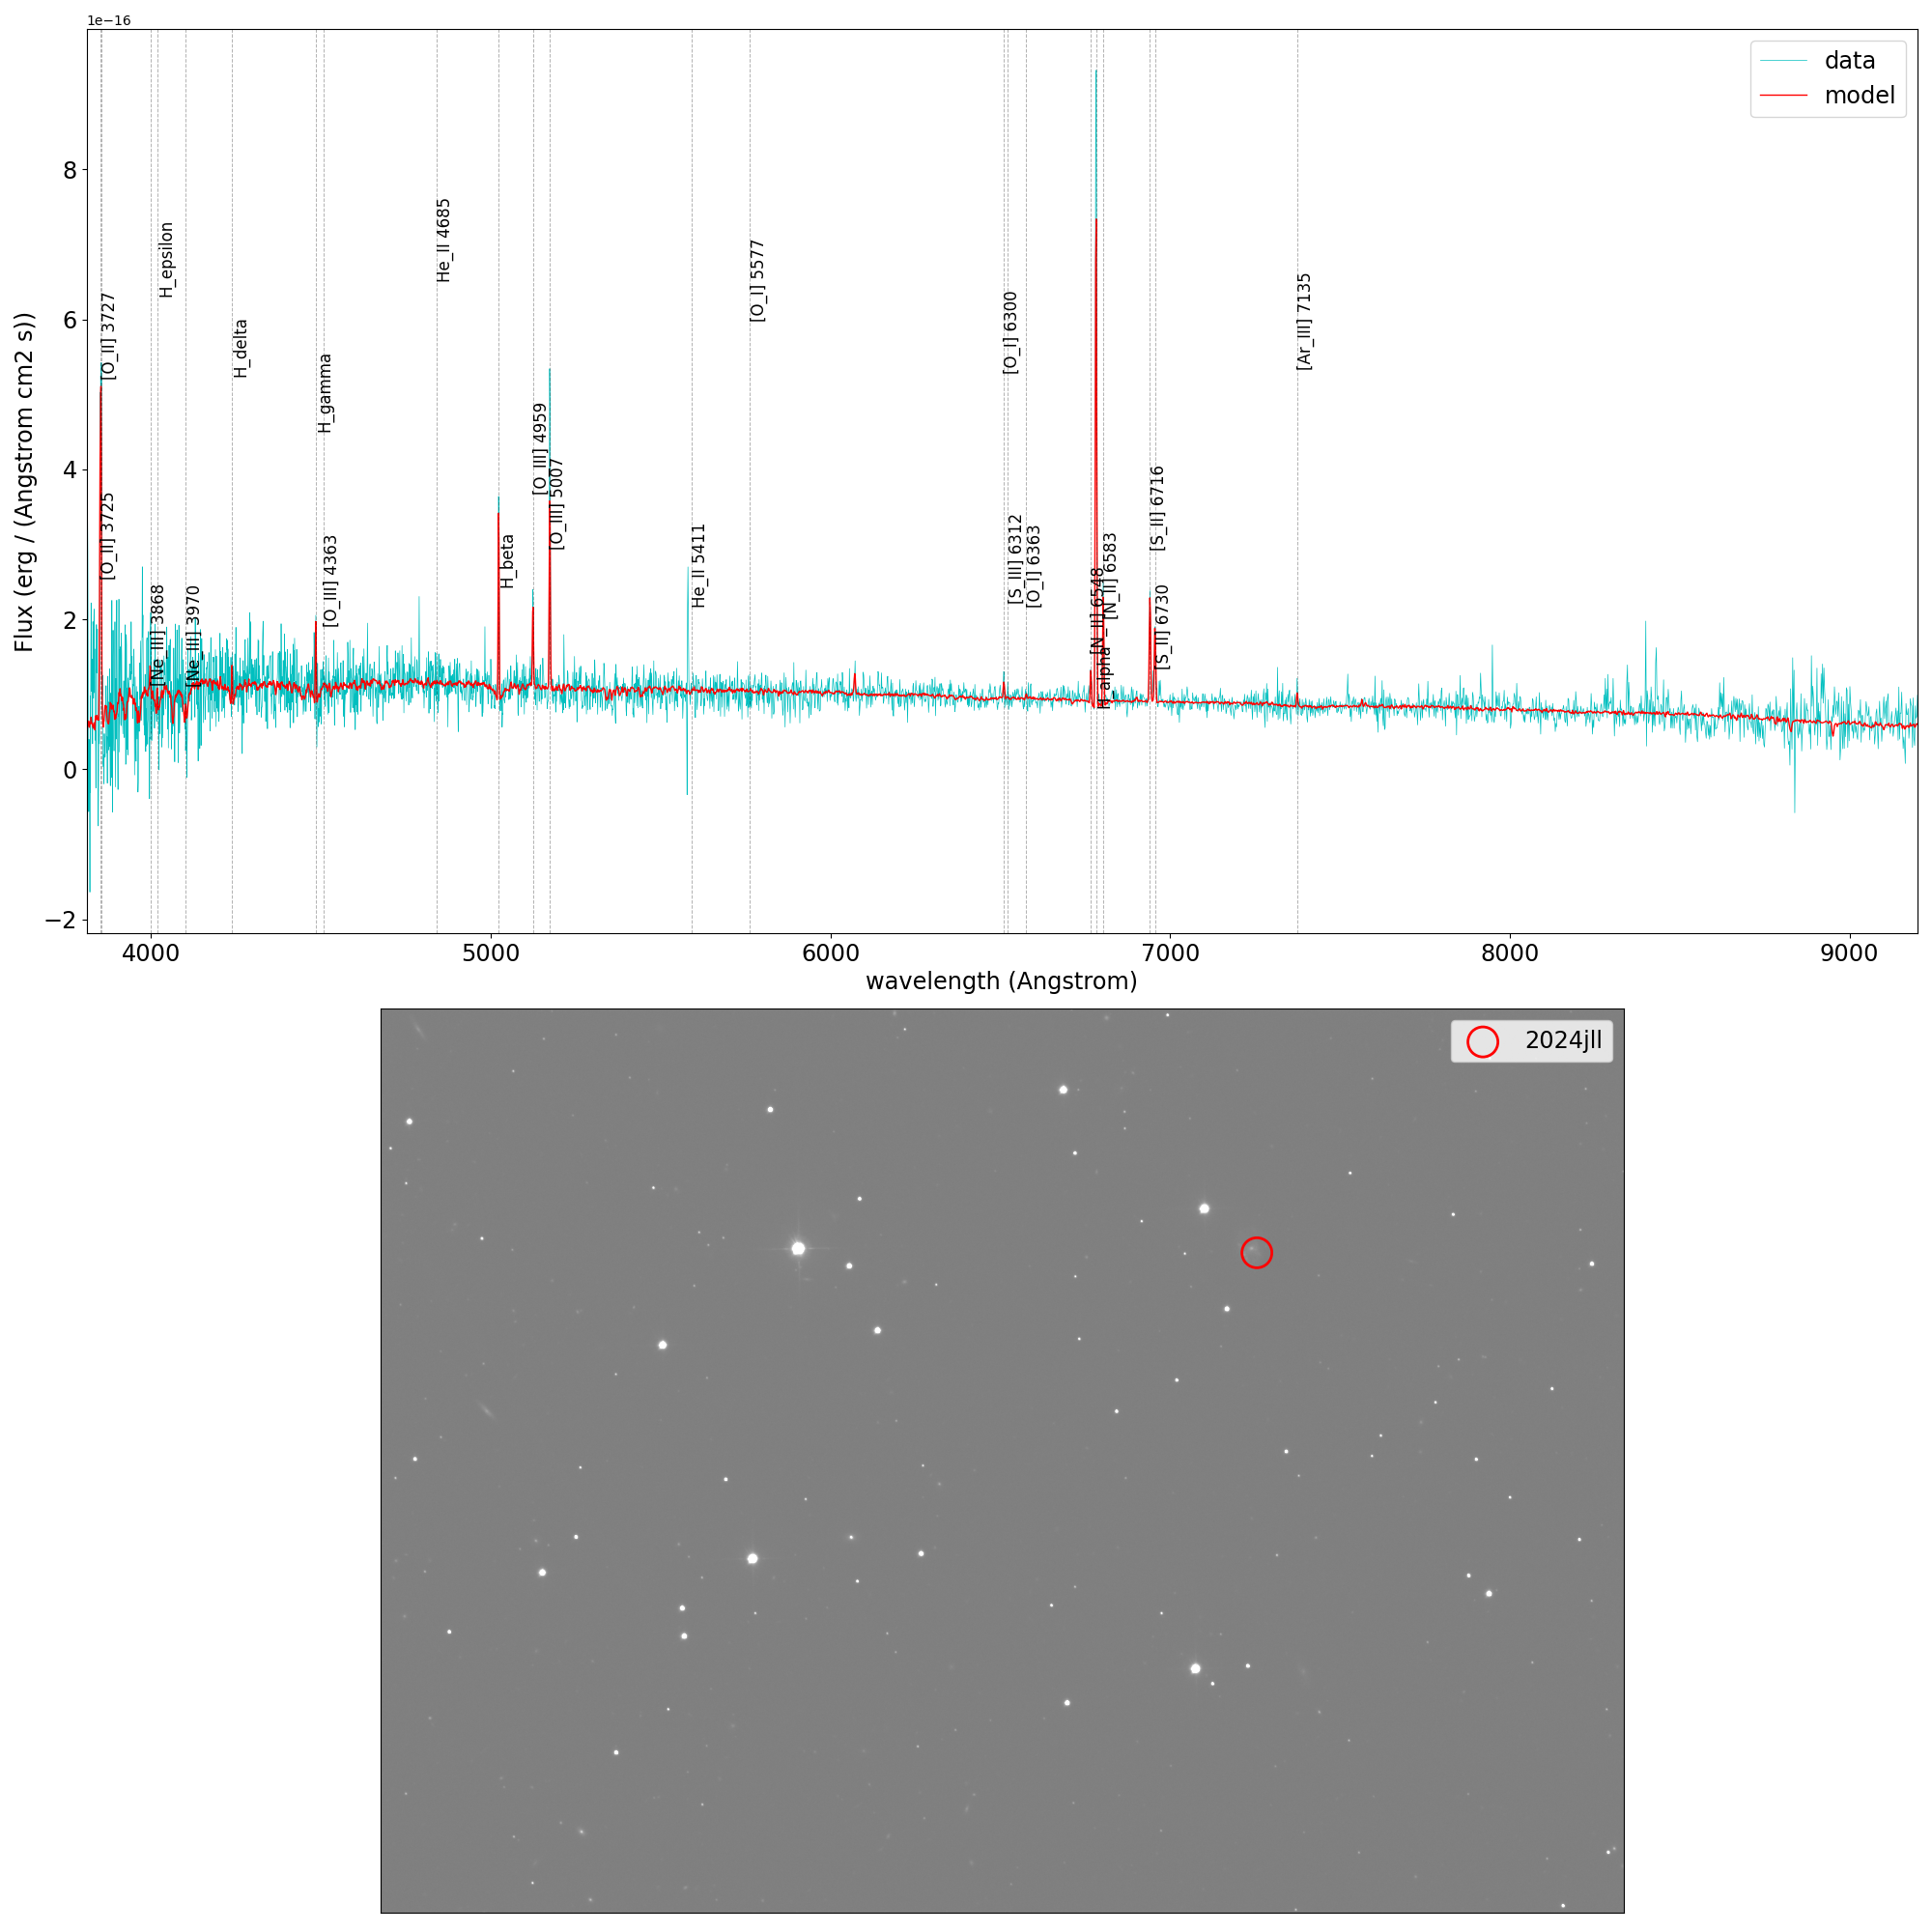 1e−16
data
model
Flux (erg / (Angstrom cm2 s))
8
6
4
2
0
−2
[O_II] 3727
[O_II] 3725
[Ne_III] 3868
H_epsilon
[Ne_III] 3970
H_delta
H_gamma
[O_III] 4363
He_II 4685
H_beta
[O_III] 4959
[O_III] 5007
He_II 5411
[O_I] 5577
[O_I] 6300
[S_III] 6312
[O_I] 6363
[N_II] 6548
H_alpha
[N_II] 6583
[S_II] 6716
[S_II] 6730
[Ar_III] 7135
4000
5000
6000
7000
8000
9000
wavelength (Angstrom)
2024jll